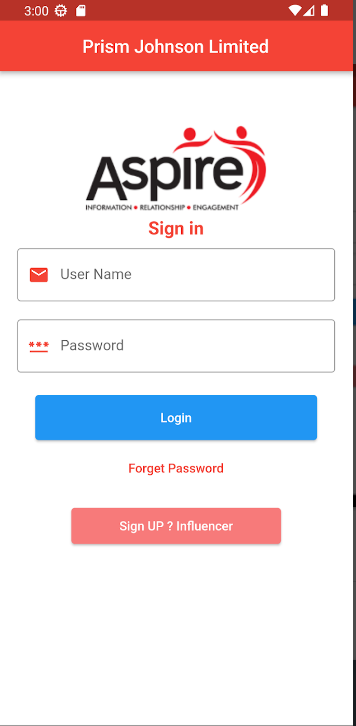 3:00
Prism Johnson Limited
Aspire
INFORMATION • RELATIONSHIP • ENGAGEMENT
Sign in
User Name
***
Password
Login
Forget Password
Sign UP ? Influencer